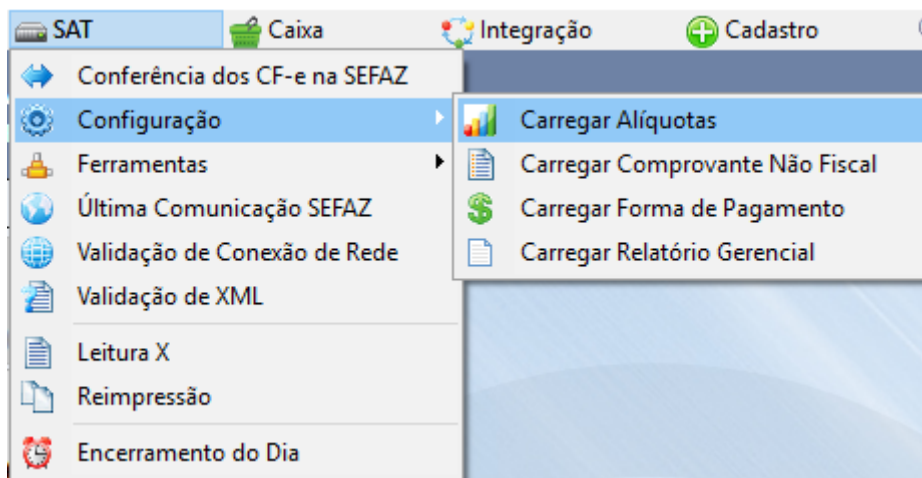 SAT
Caixa
Integração
Cadastro
Conferência dos CF-e na SEFAZ
Configuração
Carregar Alíquotas
Ferramentas
Carregar Comprovante Não Fiscal
Última Comunicação SEFAZ
Carregar Forma de Pagamento
Validação de Conexão de Rede
Carregar Relatório Gerencial
Validação de XML
Leitura X
Reimpressão
Encerramento do Dia